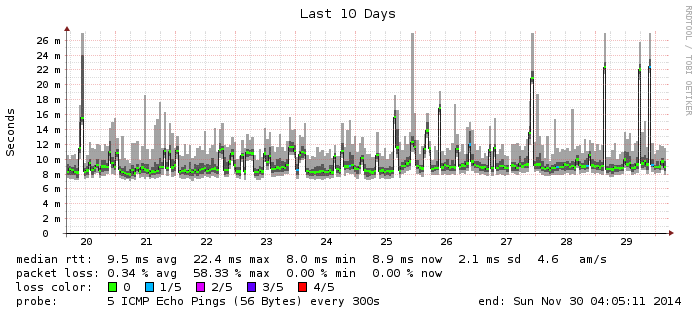 Last 10 Days
RRDTOOL / TOBI OETIKER
Seconds
26 m
24 m
22 m
20 m
18 m
16 m
14 m
12 m
10 m
8 m
6 m
4 m
2 m
0
20 21 22 23 24 25 26 27 28 29
median rtt: 9.5 ms avg 22.4 ms max 8.0 ms min 8.9 ms now 2.1 ms sd 4.6 am/s
packet loss: 0.34 % avg 58.33 % max 0.00 % min 0.00 % now
loss color: 0 1/5 2/5 3/5 4/5
probe: 5 ICMP Echo Pings (56 Bytes) every 300s end: Sun Nov 30 04:05:11 2014